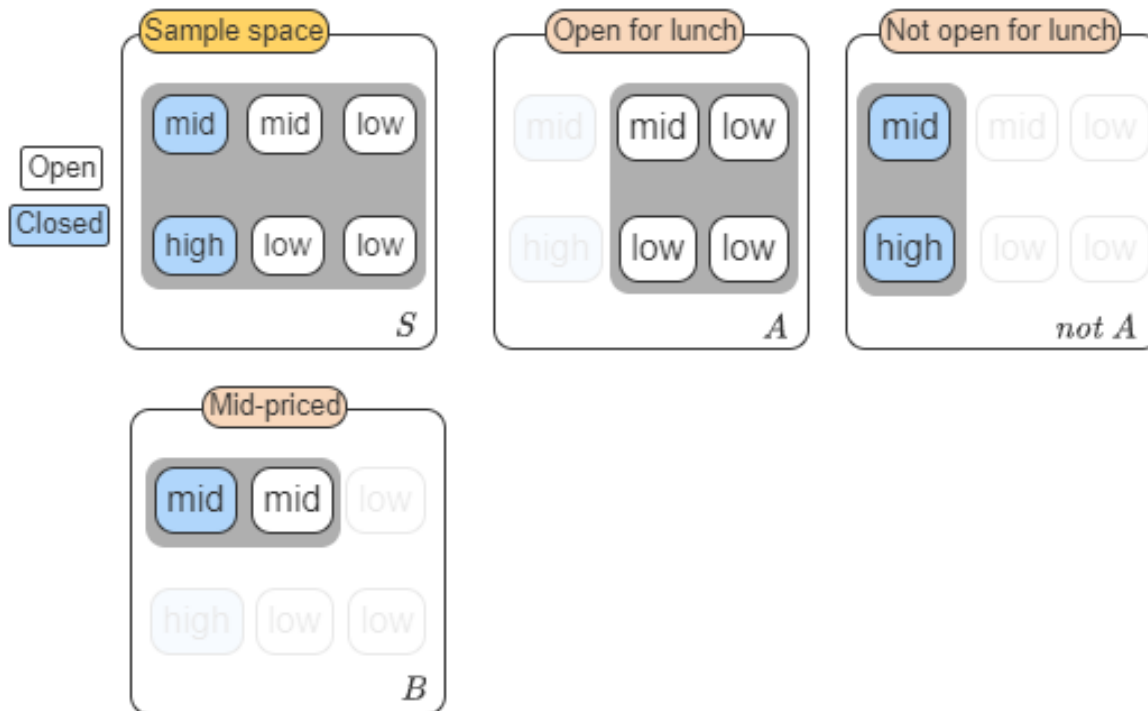 Sample space
Open for lunch
Not open for lunch
mid mid low
mid mid low
mid mid low
Open
Closed
high low low
high low low
high low low
S
A
not A
Mid-priced
mid mid low
high low low
B